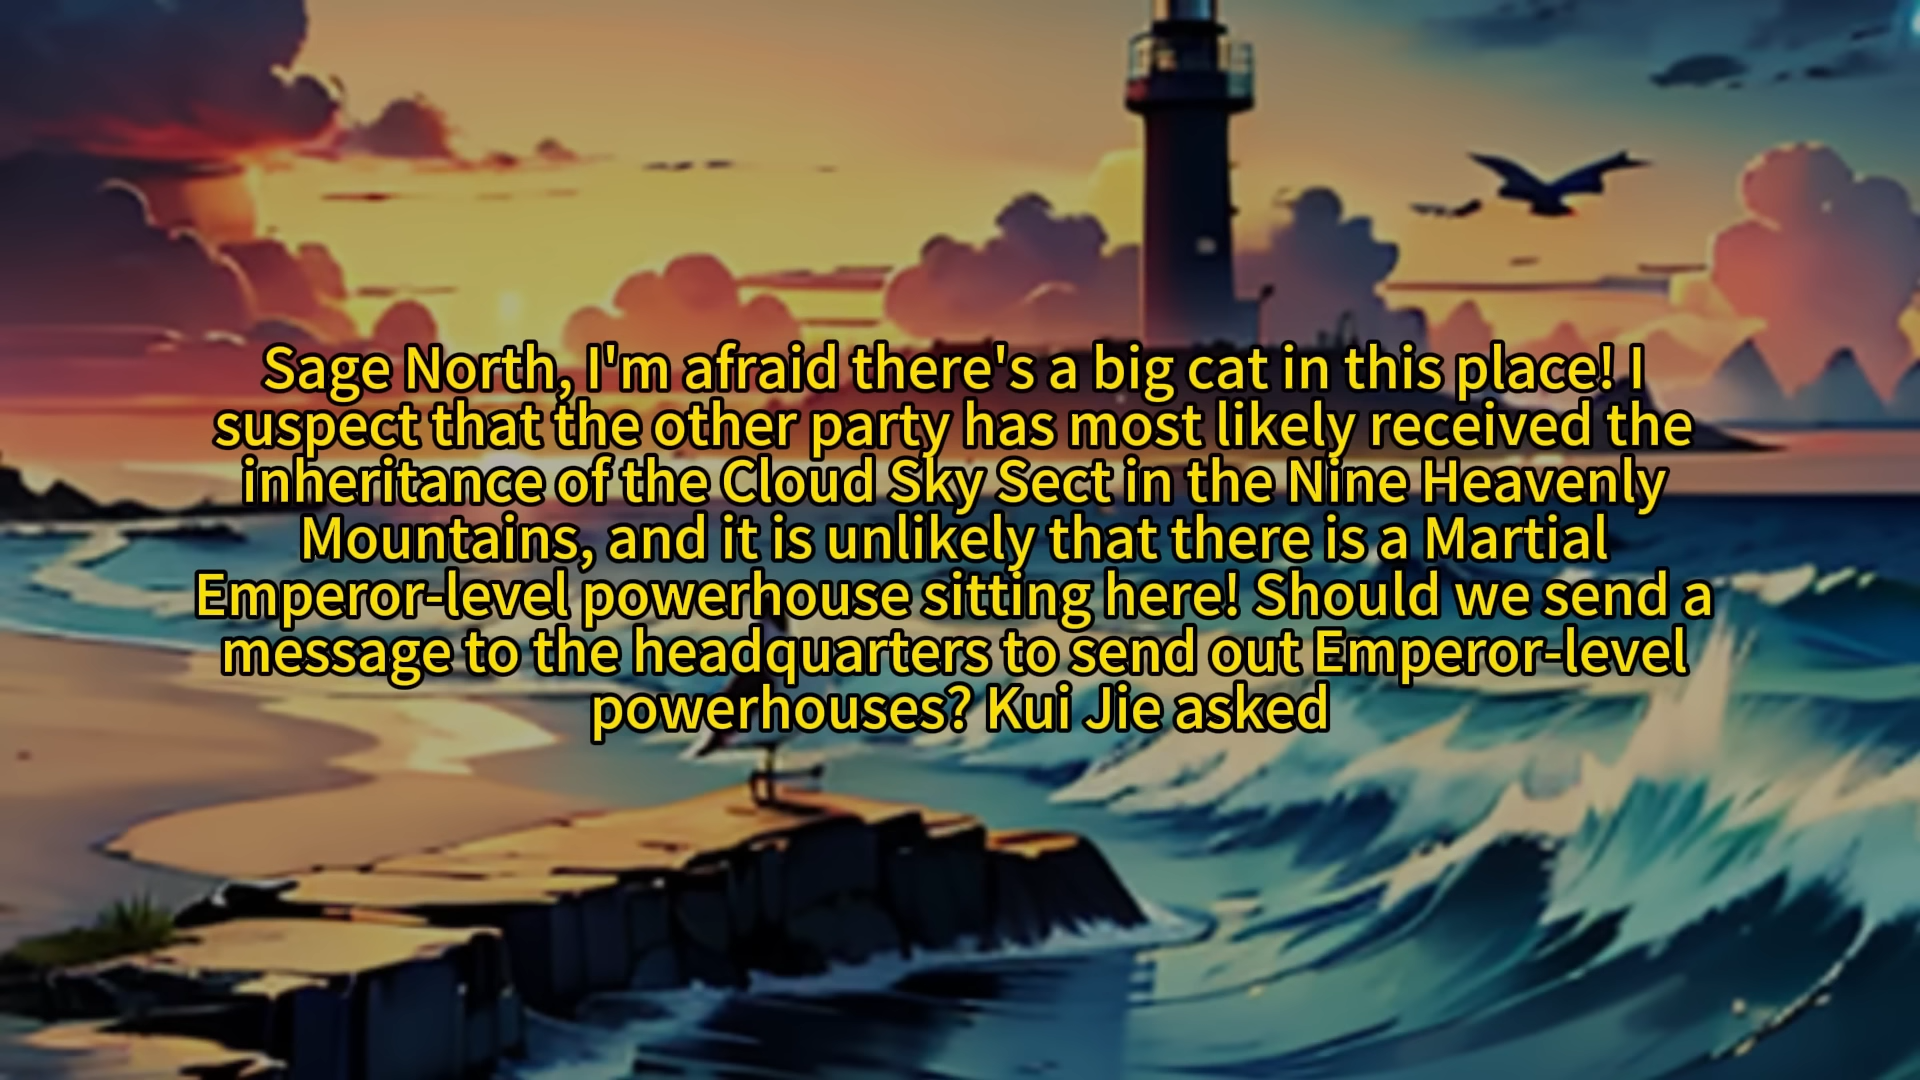 Sage North, I'm afraid there's a big cat in this place! I
suspect that the other party has most likely received the
inheritance of the Cloud Sky Sect in the Nine Heavenly
Mountains, and it is unlikely that there is a Martial
Emperor-level powerhouse sitting here! Should we send a
message to the headquarters to send out Emperor-level
powerhouses? Kui Jie asked